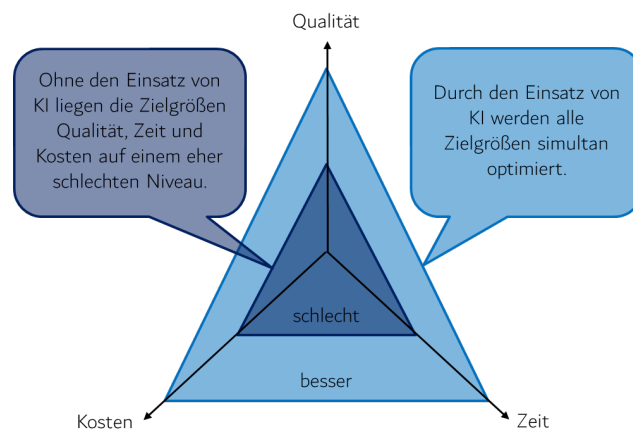 Qualität
Ohne den Einsatz von
KI liegen die Zielgrößen
Qualität, Zeit und
Kosten auf einem eher
schlechten Niveau.
Durch den Einsatz von
KI werden alle
Zielgrößen simultan
optimiert.
schlecht
besser
Kosten
Zeit